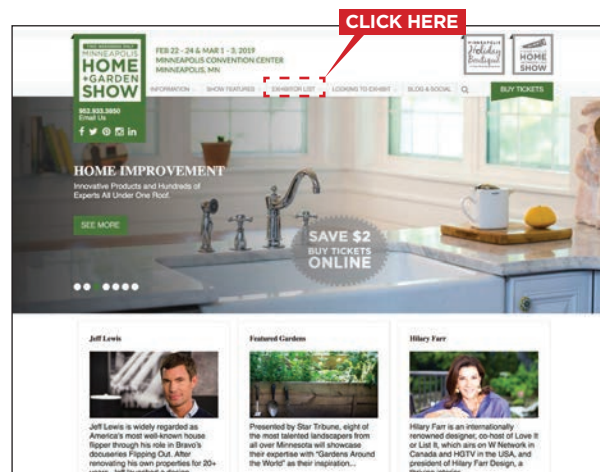 CLICK HERE
TWO WEEKENDS ONLY
MINNEAPOLIS
HOME
+GARDEN
SHOW
FEB 22 - 24 & MAR 1 - 3, 2019
MINNEAPOLIS CONVENTION CENTER
MINNEAPOLIS, MN
MINNEAPOLIS
Holiday
Boutique
HOME
SHOW
952.933.3850
Email Us
INFORMATION
SHOW FEATURES
EXHIBITOR LIST
LOOKING TO EXHIBIT
BLOG & SOCIAL
BUY TICKETS
HOME IMPROVEMENT
Innovative Products and Hundreds of
Experts All Under One Roof.
SEE MORE
SAVE $2
BUY TICKETS
ONLINE
Jeff Lewis
Jeff Lewis is widely regarded as
America's most well-known house
flipper through his role in Bravo's
docuseries Flipping Out. After
renovating his own properties for 20+
Featured Gardens
Presented by Star Tribune, eight of
the most talented landscapers from
all over Minnesota will showcase
their expertise with "Gardens Around
the World" as their inspiration...
Hilary Farr
Hilary Farr is an internationally
renowned designer, co-host of Love It
or List It, which airs on W Network in
Canada and HGTV in the USA, and
president of Hilary Farr Design, a